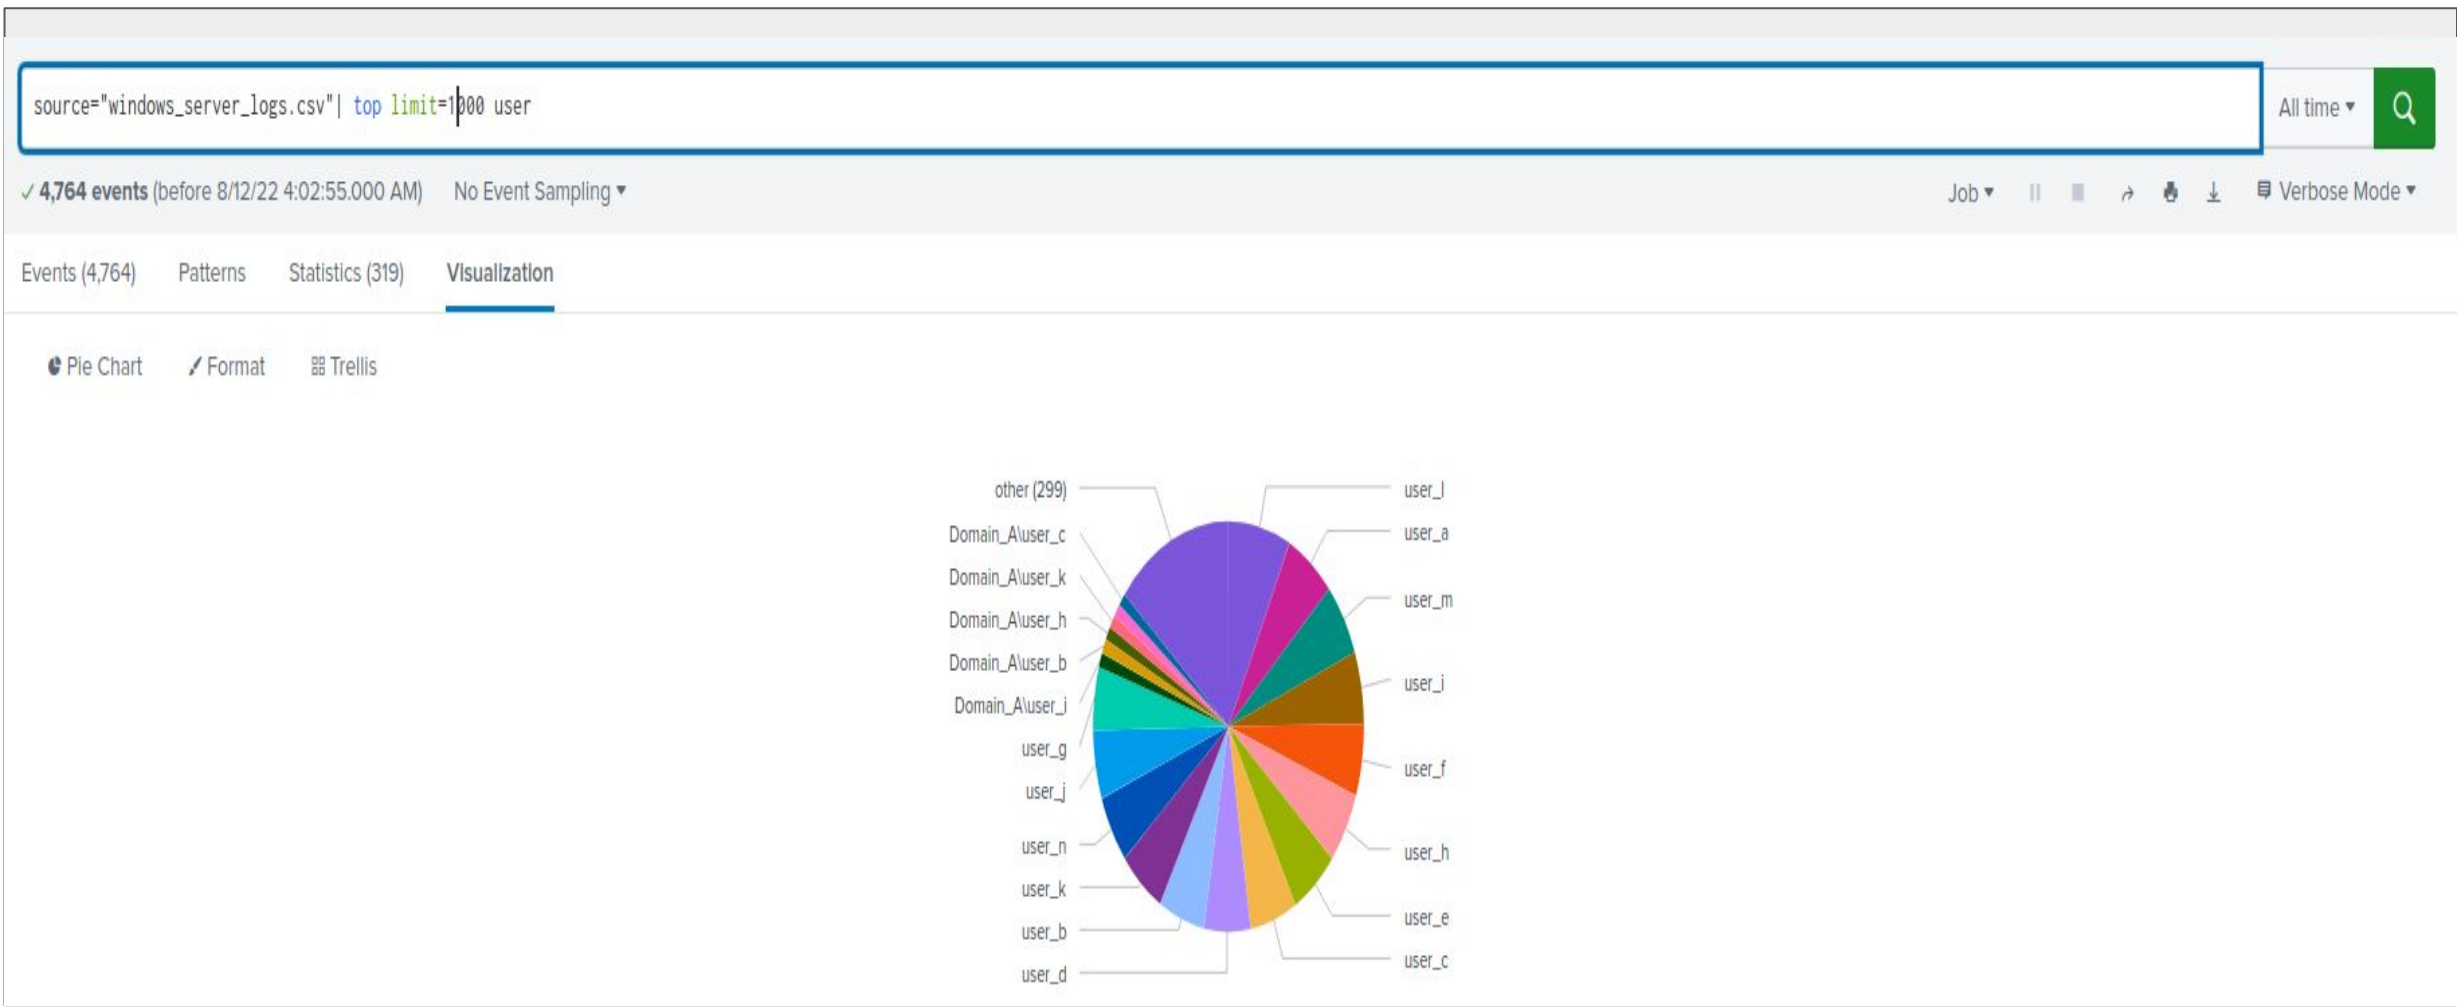 source="windows_server_logs.csv"| top limit=1000 user
All time
4,764 events (before 8/12/22 4:02:55.000 AM) No Event Sampling
Job Verbose Mode
Events (4,764) Patterns Statistics (319) Visualization
Pie Chart Format Trellis
other (299)
Domain_A\user_c
Domain_A\user_k
Domain_A\user_h
Domain_A\user_b
Domain_A\user_i
user_g
user_j
user_n
user_k
user_b
user_d
user_l
user_a
user_m
user_i
user_f
user_h
user_e
user_c